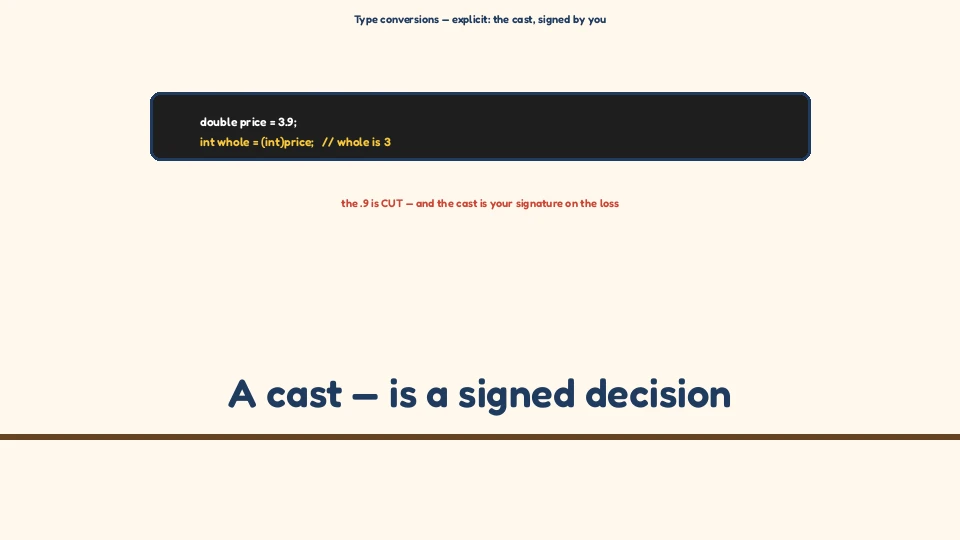 Type conversions — explicit: the cast, signed by you
double price = 3.9;
int whole = (int)price;   // whole is 3
the .9 is CUT — and the cast is your signature on the loss
A cast — is a signed decision